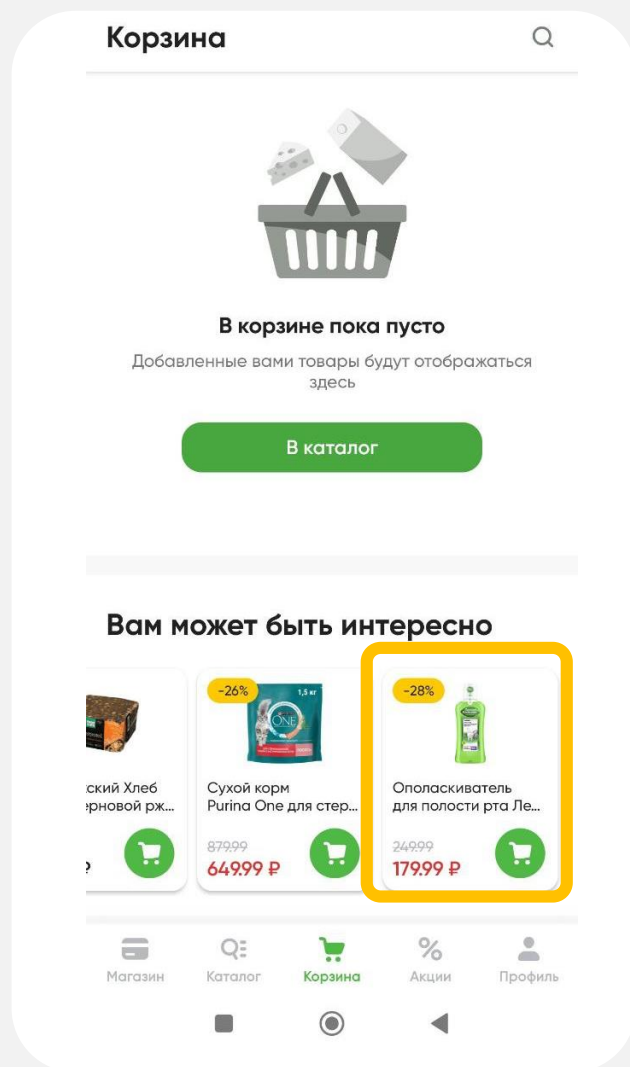 Корзина
В корзине пока пусто
Добавленные вами товары будут отображаться
здесь
В каталог
Вам может быть интересно
ский Хлеб
рновой рж...
₽
-26%
1,5 кг
ONE
Сухой корм
Purina One для стер...
879.99
649.99 ₽
-28%
Ополаскиватель
для полости рта Ле...
249.99
179.99 ₽
Магазин
Каталог
Корзина
Акции
Профиль